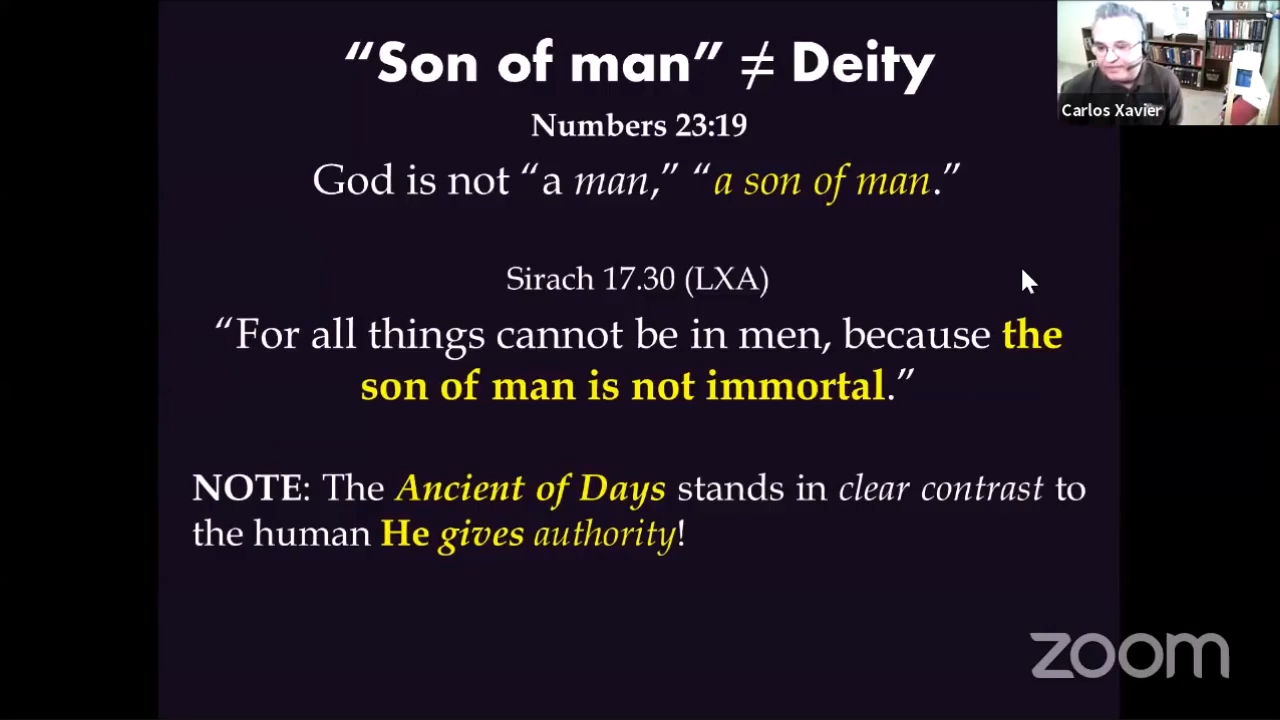 “Son of man” ≠ Deity
Carlos Xavier
Numbers 23:19
God is not “a man,” “a son of man.”
Sirach 17.30 (LXA)
“For all things cannot be in men, because the
son of man is not immortal.”
NOTE: The Ancient of Days stands in clear contrast to
the human He gives authority!
zoom